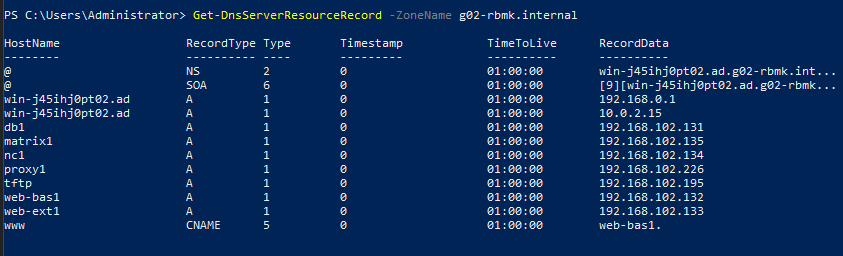 PS C:\Users\Administrator> Get-DnsServerResourceRecord -ZoneName g02-rbmk.internal
HostName RecordType Type Timestamp TimeToLive RecordData
-------- ---------- ---- --------- ---------- ----------
@ NS 2 0 01:00:00 win-j45ihj0pt02.ad.g02-rbmk.int...
@ SOA 6 0 01:00:00 [9][win-j45ihj0pt02.ad.g02-rbmk...
win-j45ihj0pt02.ad A 1 0 01:00:00 192.168.0.1
win-j45ihj0pt02.ad A 1 0 01:00:00 10.0.2.15
db1 A 1 0 01:00:00 192.168.102.131
matrix1 A 1 0 01:00:00 192.168.102.135
nc1 A 1 0 01:00:00 192.168.102.134
proxy1 A 1 0 01:00:00 192.168.102.226
tftp A 1 0 01:00:00 192.168.102.195
web-bas1 A 1 0 01:00:00 192.168.102.132
web-ext1 A 1 0 01:00:00 192.168.102.133
www CNAME 5 0 01:00:00 web-bas1.